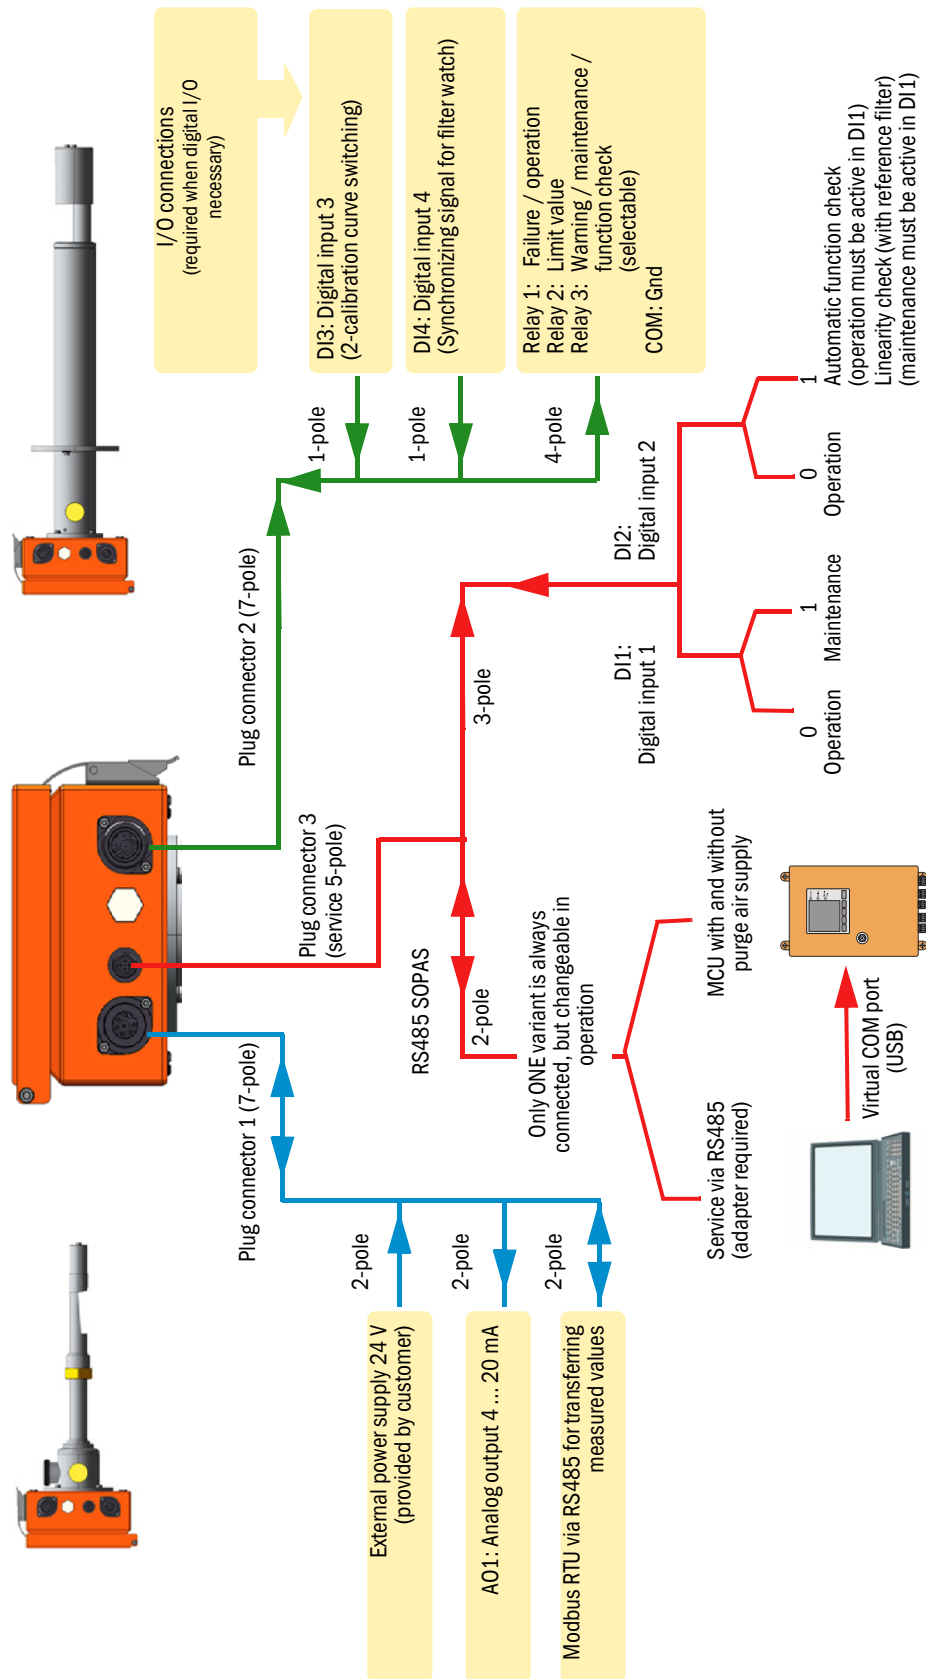 I/O connections
(required when digital I/O
necessary)
DI3: Digital input 3
(2-calibration curve switching)
DI4: Digital input 4
(Synchronizing signal for filter watch)
Relay 1: Failure / operation
Relay 2: Limit value
Relay 3: Warning / maintenance /
function check
(selectable)
COM: Gnd
1-pole
1-pole
4-pole
Plug connector 2 (7-pole)
Plug connector 3
(service 5-pole)
Plug connector 1 (7-pole)
2-pole
2-pole
2-pole
External power supply 24 V
(provided by customer)
AO1: Analog output 4 ... 20 mA
Modbus RTU via RS485 for transferring
measured values
RS485 SOPAS
2-pole
3-pole
Only ONE variant is always
connected, but changeable in
operation
Service via RS485
(adapter required)
MCU with and without
purge air supply
Virtual COM port
(USB)
DI1:
Digital input 1
DI2:
Digital input 2
0
Operation
1
Maintenance
0
Operation
1
Automatic function check
(operation must be active in DI1)
Linearity check (with reference filter)
(maintenance must be active in DI1)